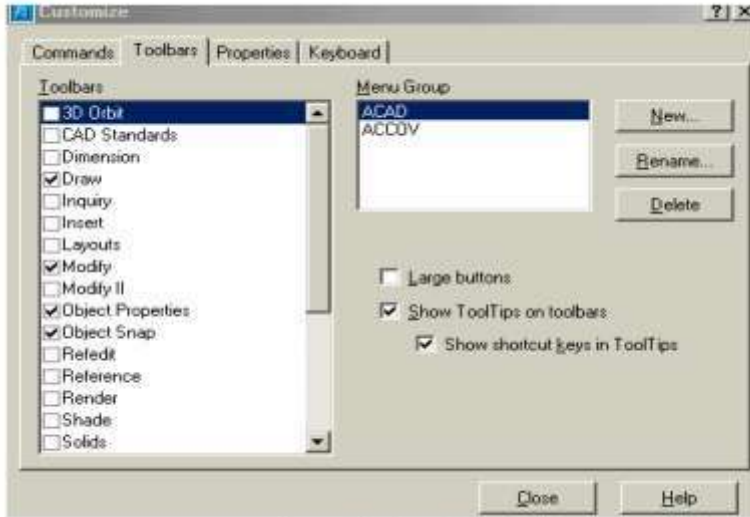 Customize
Commands Toolbars Properties Keyboard
Toolbars
3D Orbit
CAD Standards
Dimension
Draw
Inquiry
Insert
Layouts
Modify
Modify II
Object Properties
Object Snap
Refedit
Reference
Render
Shade
Solids
Menu Group
ACAD
ACCOV
New...
Rename...
Delete
Large buttons
Show ToolTips on toolbars
Show shortcut keys in ToolTips
Close Help